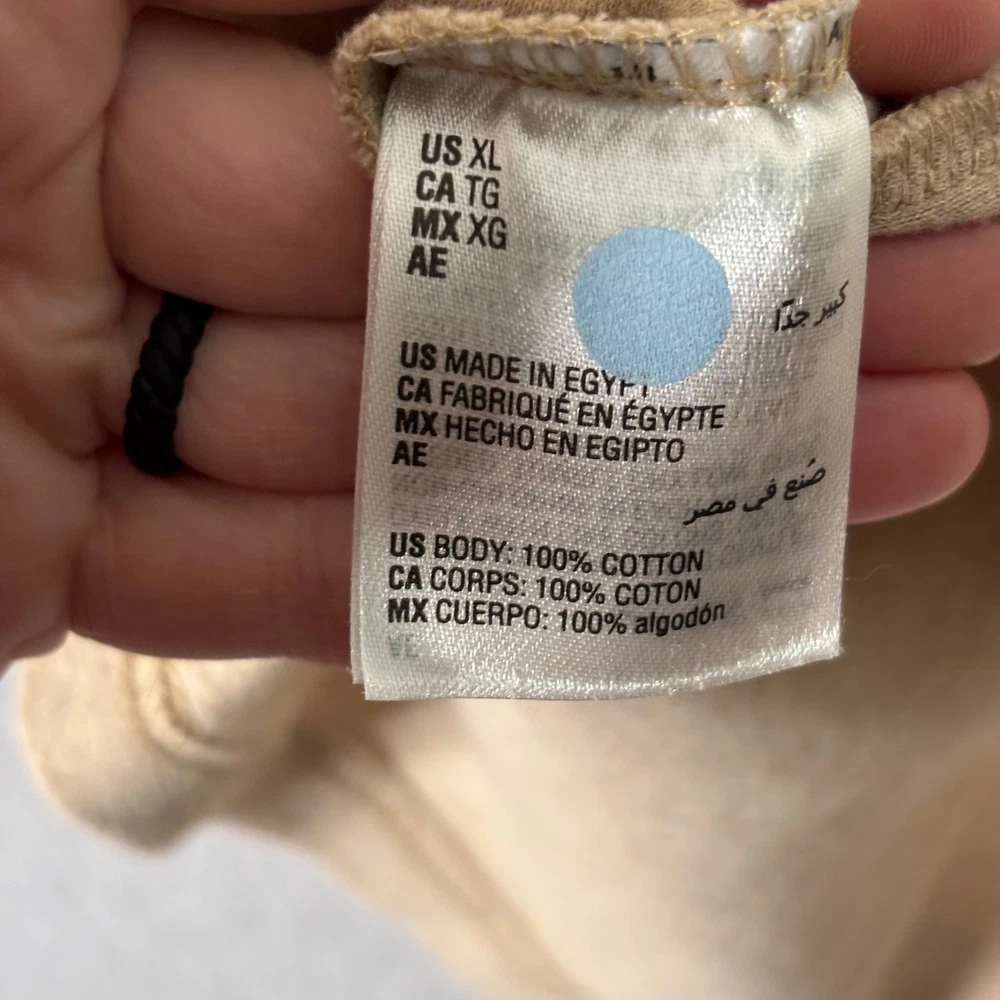 US XL
CA TG
MX XG
AE
كبير جدًا
US MADE IN EGYPT
CA FABRIQUÉ EN ÉGYPTE
MX HECHO EN EGIPTO
AE
صُنع في مصر
US BODY: 100% COTTON
CA CORPS: 100% COTON
MX CUERPO: 100% algodón